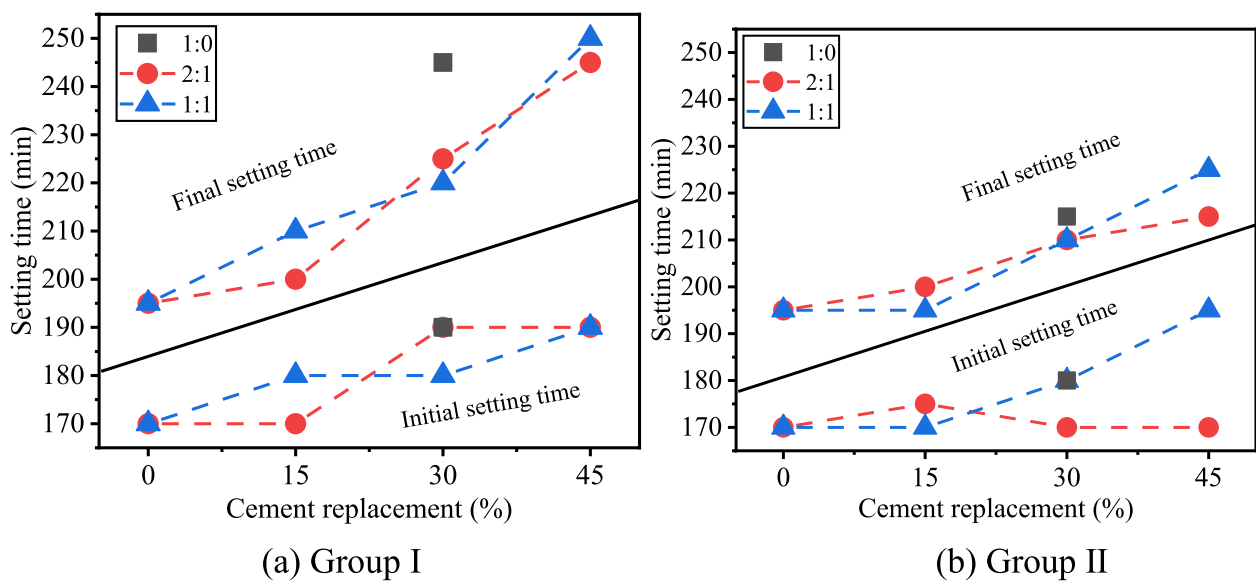 250
240
230
220
210
200
190
180
170
Setting time (min)
1:0
2:1
1:1
Final setting time
Initial setting time
0 15 30 45
Cement replacement (%)
(a) Group I
250
240
230
220
210
200
190
180
170
Setting time (min)
1:0
2:1
1:1
Final setting time
Initial setting time
0 15 30 45
Cement replacement (%)
(b) Group II